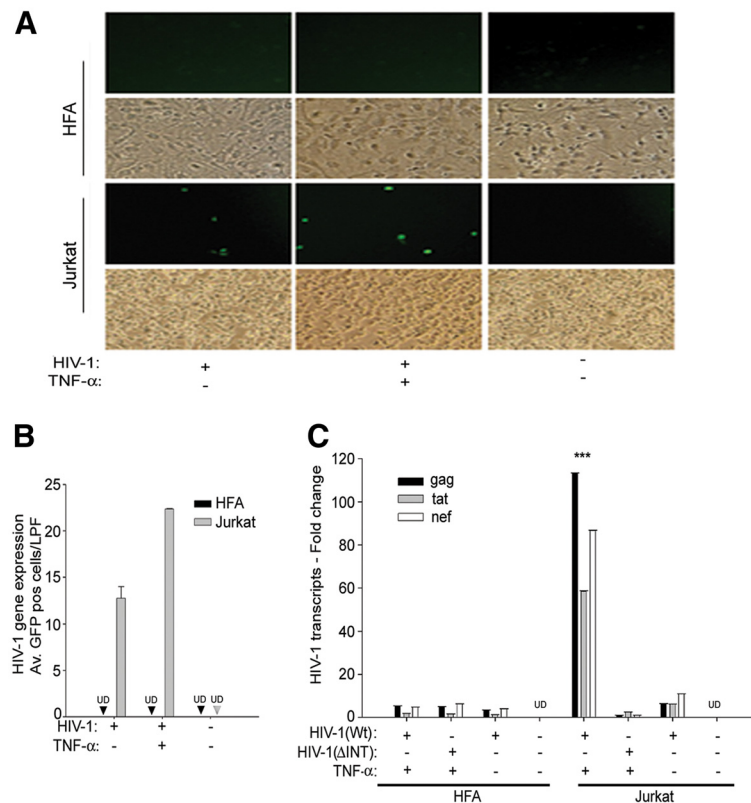 A
HFA
Jurkat
HIV-1: + + -
TNF-α: - + -
B
HIV-1 gene expression
Av. GFP pos cells/LPF
25
20
15
10
5
0
HFA
Jurkat
UD UD UD UD
HIV-1: + + -
TNF-α: - + -
C
HIV-1 transcripts - Fold change
120
100
80
60
40
20
0
gag
tat
nef
***
UD UD
HIV-1(Wt): + - + - + - + -
HIV-1(ΔINT): - + - - - + - -
TNF-α: + + - - + + - -
HFA Jurkat